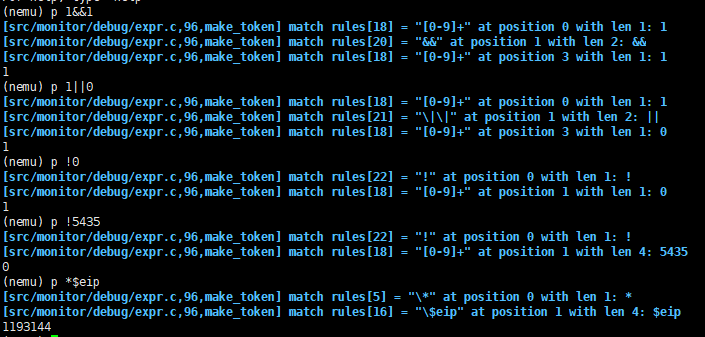 (nemu) p 1&&1
[src/monitor/debug/expr.c,96,make_token] match rules[18] = "[0-9]+" at position 0 with len 1: 1
[src/monitor/debug/expr.c,96,make_token] match rules[20] = "&&" at position 1 with len 2: &&
[src/monitor/debug/expr.c,96,make_token] match rules[18] = "[0-9]+" at position 3 with len 1: 1
1
(nemu) p 1||0
[src/monitor/debug/expr.c,96,make_token] match rules[18] = "[0-9]+" at position 0 with len 1: 1
[src/monitor/debug/expr.c,96,make_token] match rules[21] = "\|\|" at position 1 with len 2: ||
[src/monitor/debug/expr.c,96,make_token] match rules[18] = "[0-9]+" at position 3 with len 1: 0
1
(nemu) p !0
[src/monitor/debug/expr.c,96,make_token] match rules[22] = "!" at position 0 with len 1: !
[src/monitor/debug/expr.c,96,make_token] match rules[18] = "[0-9]+" at position 1 with len 1: 0
1
(nemu) p !5435
[src/monitor/debug/expr.c,96,make_token] match rules[22] = "!" at position 0 with len 1: !
[src/monitor/debug/expr.c,96,make_token] match rules[18] = "[0-9]+" at position 1 with len 4: 5435
0
(nemu) p *$eip
[src/monitor/debug/expr.c,96,make_token] match rules[5] = "\*" at position 0 with len 1: *
[src/monitor/debug/expr.c,96,make_token] match rules[16] = "\$eip" at position 1 with len 4: $eip
1193144